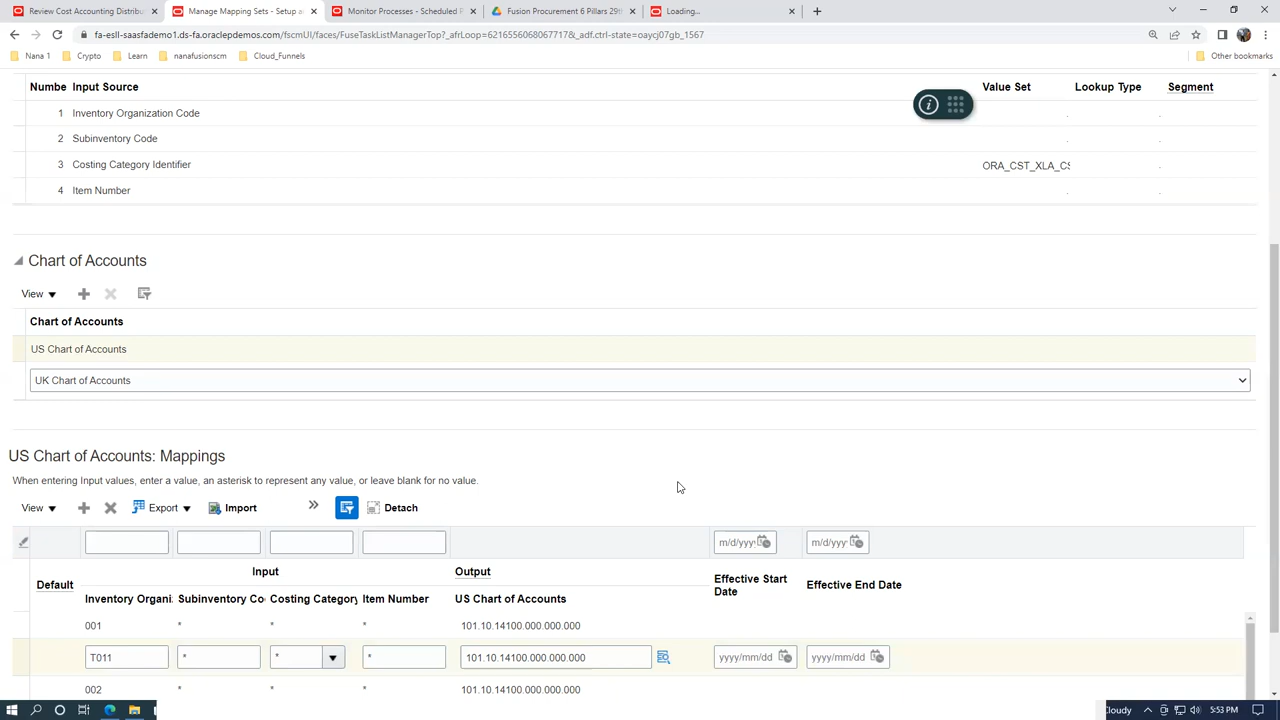 Review Cost Accounting Distribut
Manage Mapping Sets - Setup a
Monitor Processes - Scheduled P
Fusion Procurement 6 Pillars 29th
Loading...
fa-esll-saasfademo1.ds-fa.oraclepdemos.com/fscmUI/faces/FuseTaskListManagerTop?_afrLoop=62165560680677717&_adf.ctrl-state=oaycj07gb_1567
Nana 1 Crypto Learn nanafusionscm Cloud_Funnels Other bookmarks
Numbe Input Source Value Set Lookup Type Segment
1 Inventory Organization Code
2 Subinventory Code
3 Costing Category Identifier ORA_CST_XLA_CS
4 Item Number
Chart of Accounts
View
Chart of Accounts
US Chart of Accounts
UK Chart of Accounts
US Chart of Accounts: Mappings
When entering Input values, enter a value, an asterisk to represent any value, or leave blank for no value.
View Export Import » Detach
m/d/yyy m/d/yyy
Input Output
Default Effective Start Date Effective End Date
Inventory Organi Subinventory Co Costing Category Item Number US Chart of Accounts
001 * * * 101.10.14100.000.000.000
T011 * * * 101.10.14100.000.000.000 yyyy/mm/dd yyyy/mm/dd
002 * * * 101.10.14100.000.000.000
Cloudy 5:53 PM